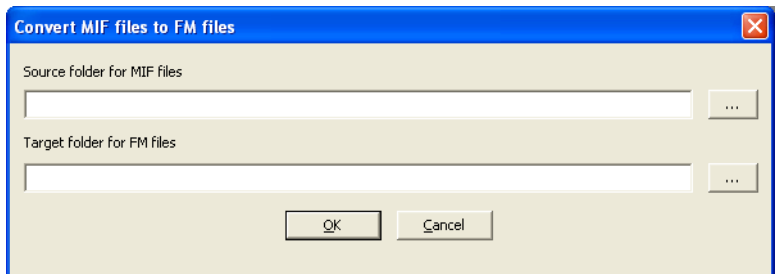 Convert MIF files to FM files
Source folder for MIF files
...
Target folder for FM files
...
OK
Cancel